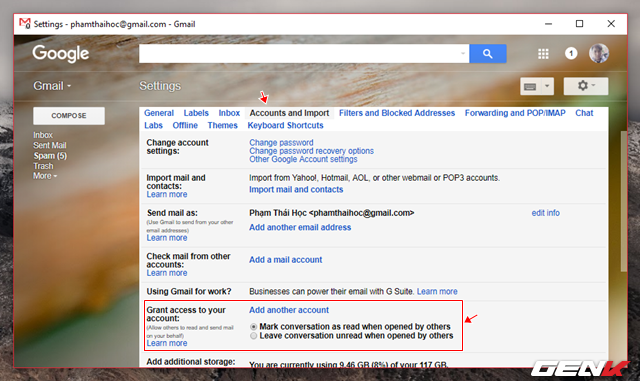 Settings - phamthaihoc@gmail.com - Gmail
Google
1
Gmail
Settings
COMPOSE
Inbox
Sent Mail
Spam (5)
Trash
More
General Labels Inbox Accounts and Import Filters and Blocked Addresses Forwarding and POP/IMAP Chat
Labs Offline Themes Keyboard Shortcuts
Change account settings:
Change password
Change password recovery options
Other Google Account settings
Import mail and contacts:
Learn more
Import from Yahoo!, Hotmail, AOL, or other webmail or POP3 accounts.
Import mail and contacts
Send mail as:
(Use Gmail to send from your other
email addresses)
Learn more
Phạm Thái Học <phamthaihoc@gmail.com>
edit info
Add another email address
Check mail from other
accounts:
Learn more
Add a mail account
Using Gmail for work?
Businesses can power their email with G Suite. Learn more
Grant access to your
account:
(Allow others to read and send mail
on your behalf)
Learn more
Add another account
Mark conversation as read when opened by others
Leave conversation unread when opened by others
Add additional storage:
You are currently using 9.46 GB (8%) of your 117 GB.
GENK